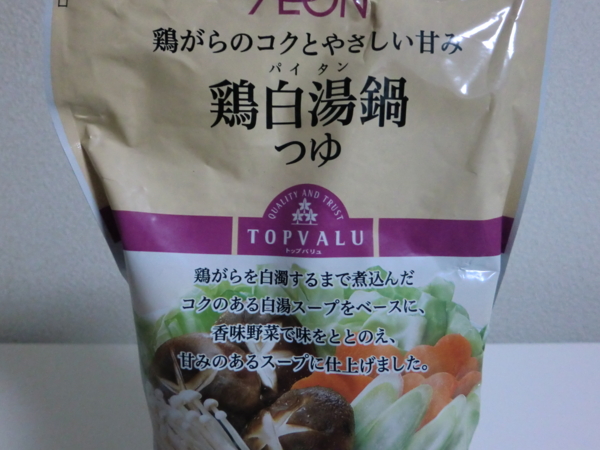 ÆON
鶏がらのコクとやさしい甘み
パイタン
鶏白湯鍋
つゆ
QUALITY AND TRUST
TOPVALU
トップバリュ
鶏がらを白濁するまで煮込んだ
コクのある白湯スープをベースに、
香味野菜で味をととのえ、
甘みのあるスープに仕上げました。